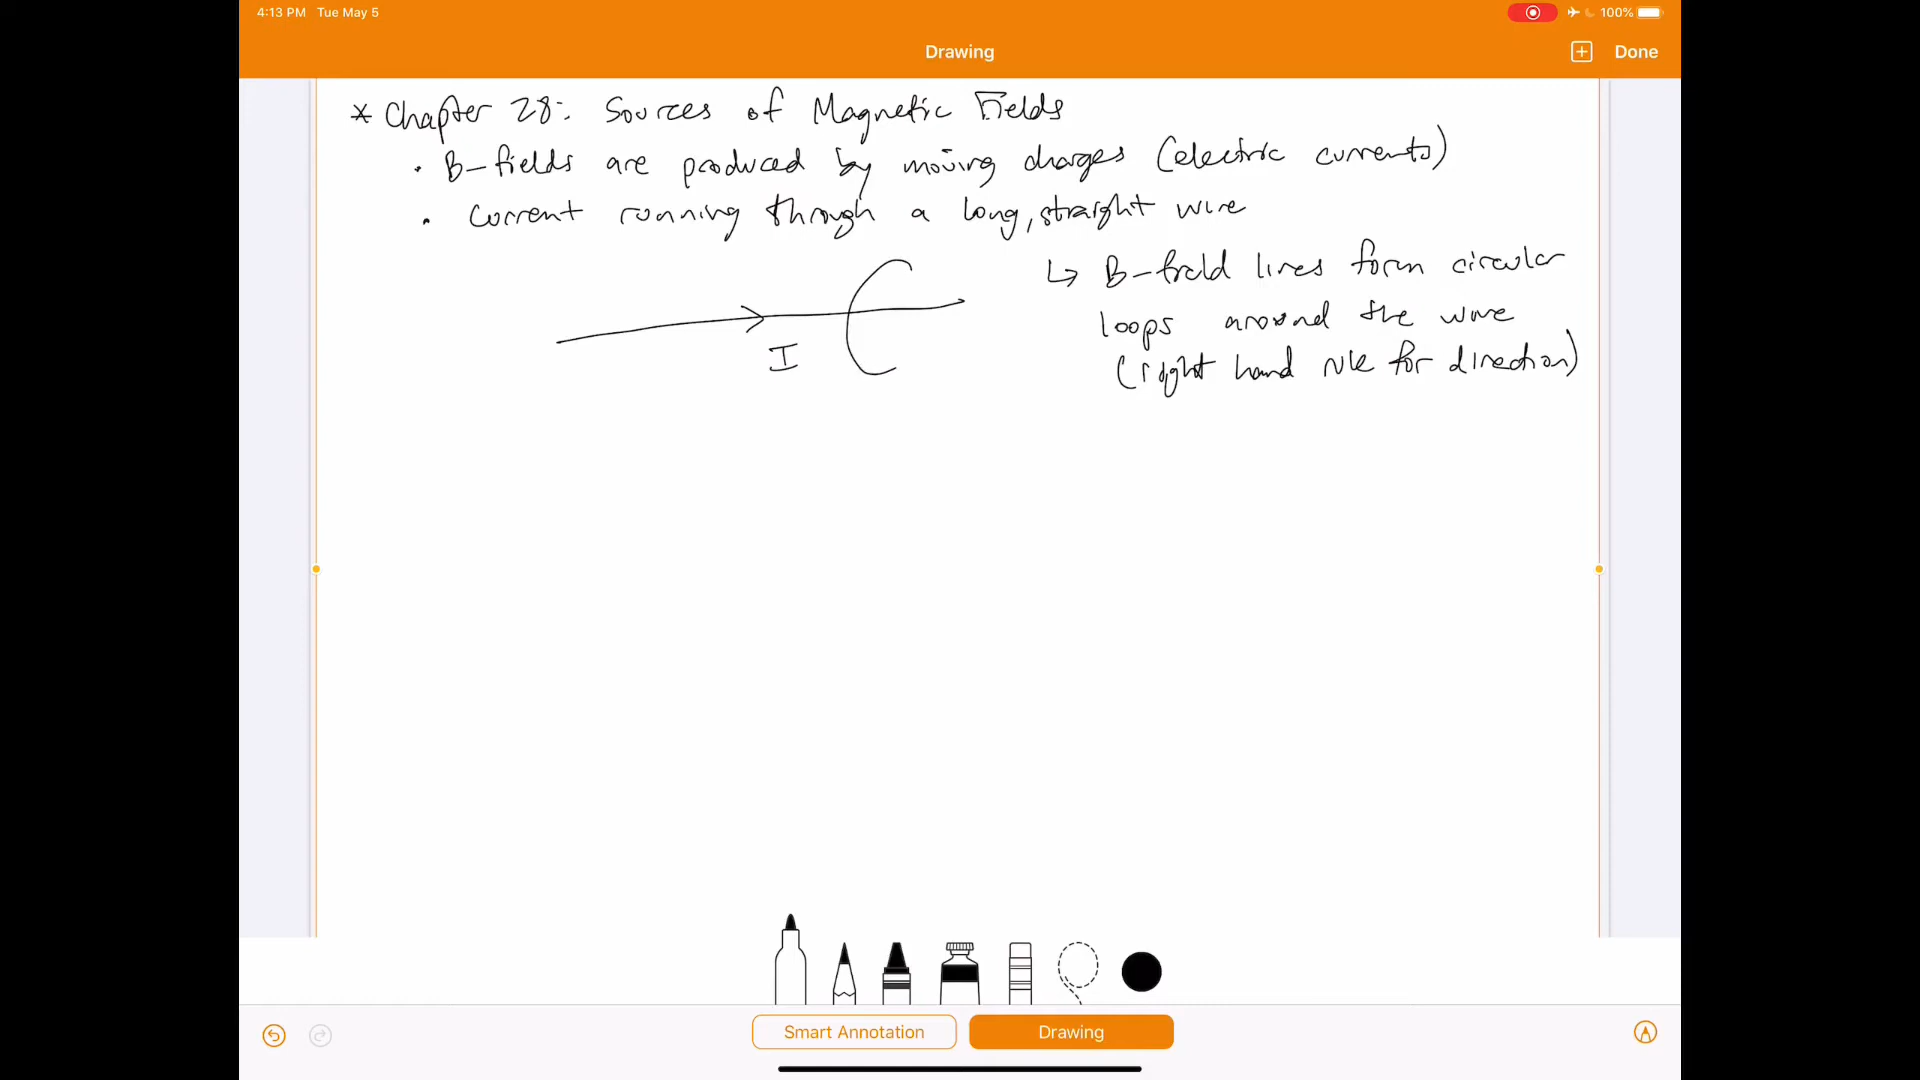 4:13 PM Tue May 5
100%
Drawing
Done
* Chapter 28: Sources of Magnetic Fields
• B-fields are produced by moving charges (electric currents)
• current running through a long, straight wire
↳ B-field lines form circular
loops around the wire
(right hand rule for direction)
I
Smart Annotation
Drawing